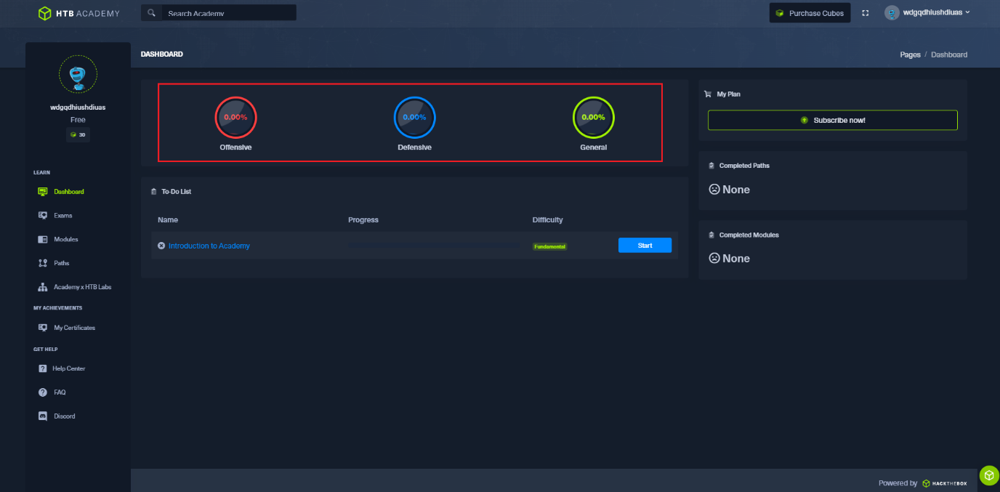 HTB ACADEMY
Search Academy
Purchase Cubes
wdgqdhiushdiuas
DASHBOARD
Pages / Dashboard
wdgqdhiushdiuas
Free
30
LEARN
Dashboard
Exams
Modules
Paths
Academy x HTB Labs
MY ACHIEVEMENTS
My Certificates
GET HELP
Help Center
FAQ
Discord
0.00%
0.00%
0.00%
Offensive
Defensive
General
To-Do List
Name Progress Difficulty
Introduction to Academy Fundamental Start
My Plan
Subscribe now!
Completed Paths
None
Completed Modules
None
Powered by HACKTHEBOX